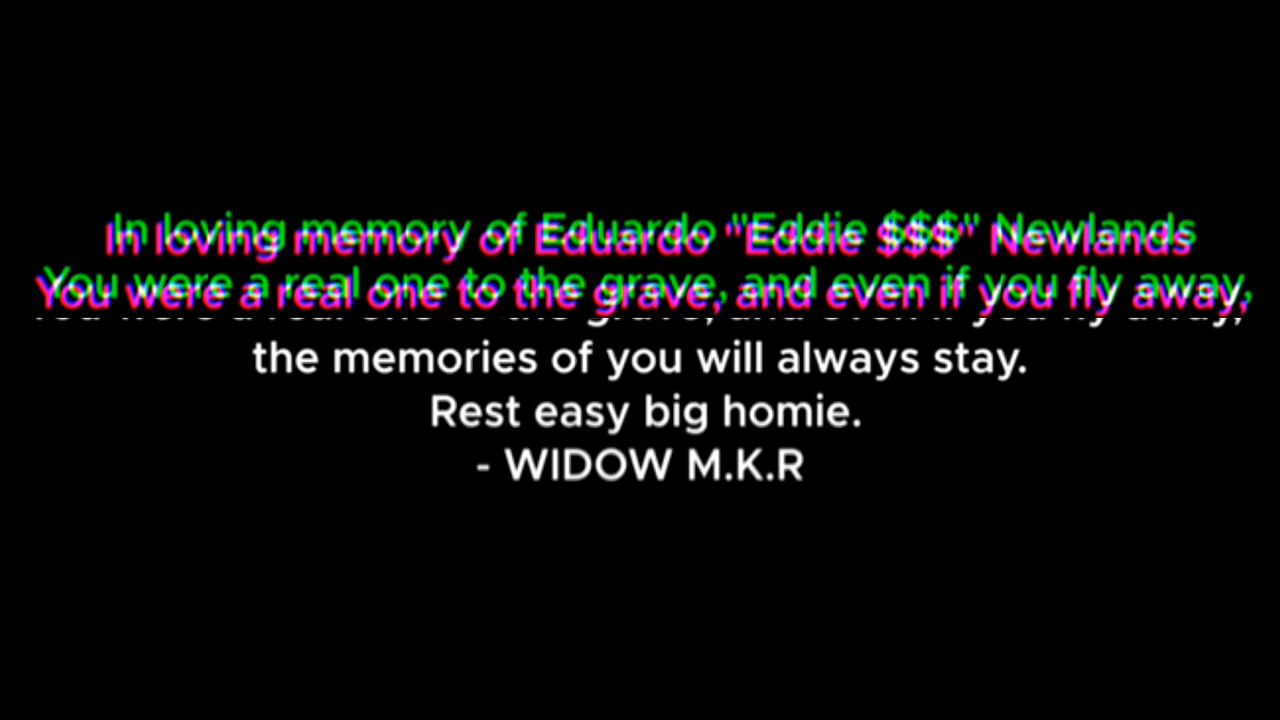 In loving memory of Eduardo "Eddie $$$" Newlands
You were a real one to the grave, and even if you fly away,
the memories of you will always stay.
Rest easy big homie.
- WIDOW M.K.R